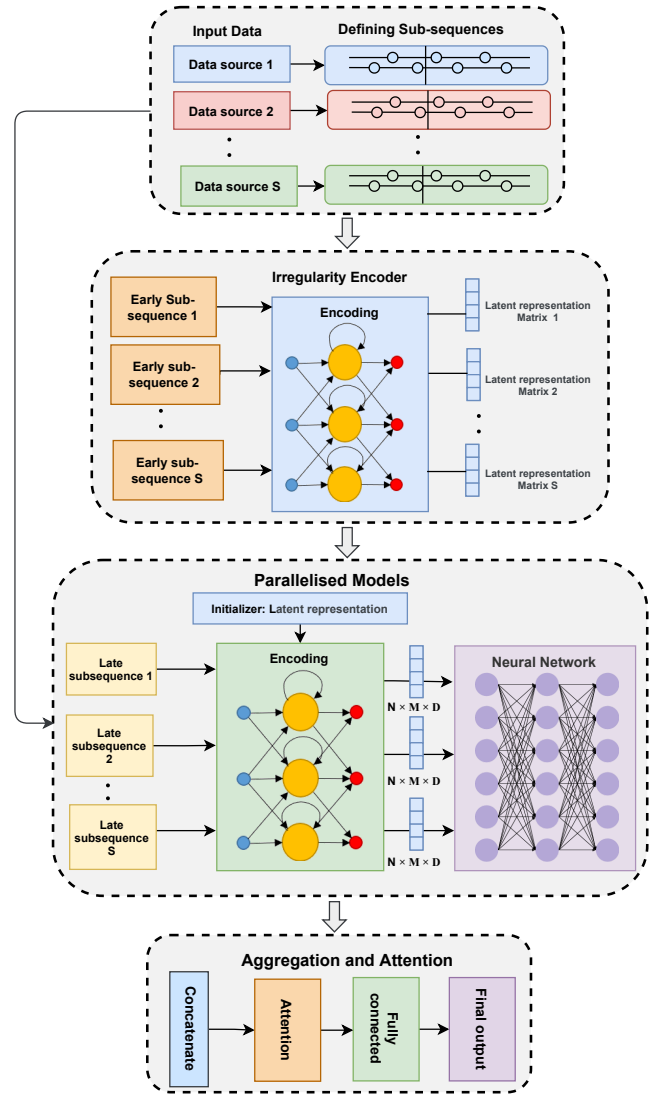 Input Data
Defining Sub-sequences
Data source 1
Data source 2
Data source S
Irregularity Encoder
Early Sub-
sequence 1
Early sub-
sequence 2
Early sub-
sequence S
Encoding
Latent representation
Matrix 1
Latent representation
Matrix 2
Latent representation
Matrix S
Parallelised Models
Initializer: Latent representation
Late
subsequence 1
Late
subsequence
2
Late
subsequence
S
Encoding
N × M × D
N × M × D
N × M × D
Neural Network
Aggregation and Attention
Concatenate
Attention
Fully
connected
Final output